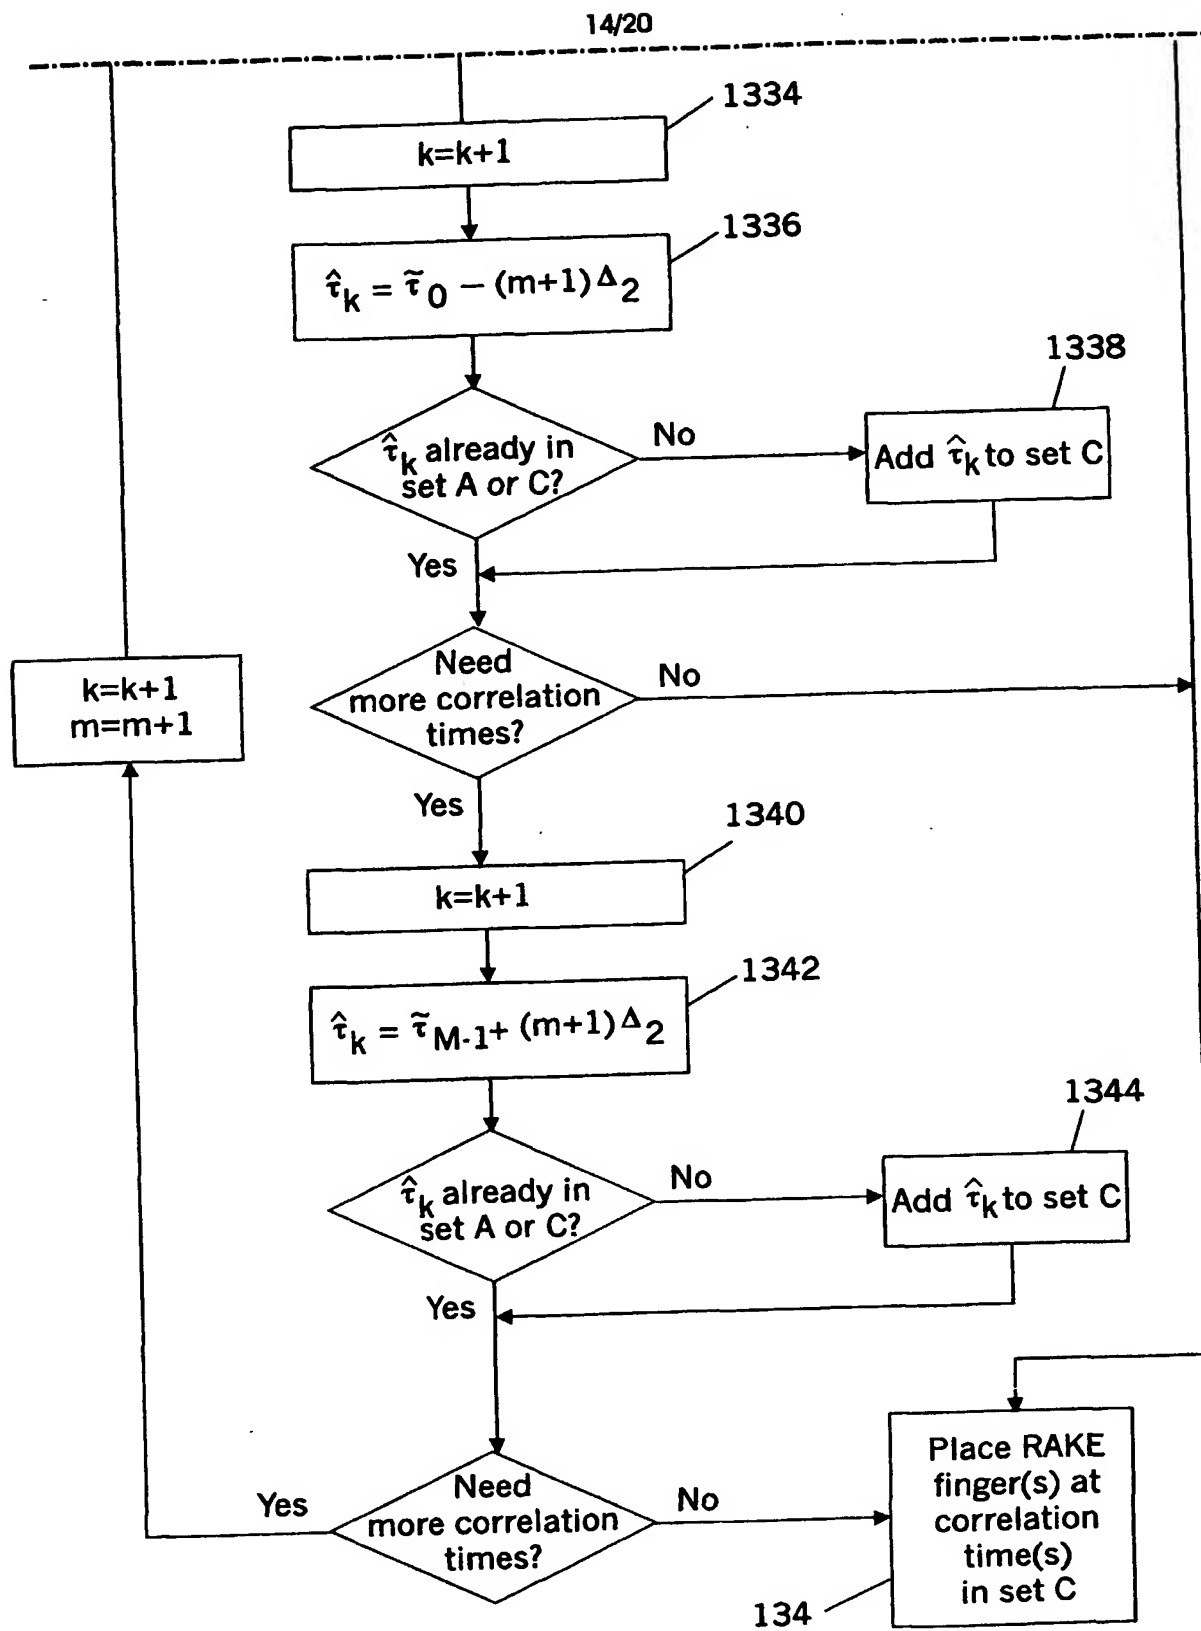 14/20
1334
k=k+1
1336
τ̂k = τ̃0 − (m+1)Δ2
1338
τ̂k already in
set A or C?
No
Add τ̂k to set C
Yes
Need
more correlation
times?
No
k=k+1
m=m+1
Yes
1340
k=k+1
1342
τ̂k = τ̃M-1+ (m+1)Δ2
1344
τ̂k already in
set A or C?
No
Add τ̂k to set C
Yes
Need
more correlation
times?
Yes
No
Place RAKE
finger(s) at
correlation
time(s)
in set C
134